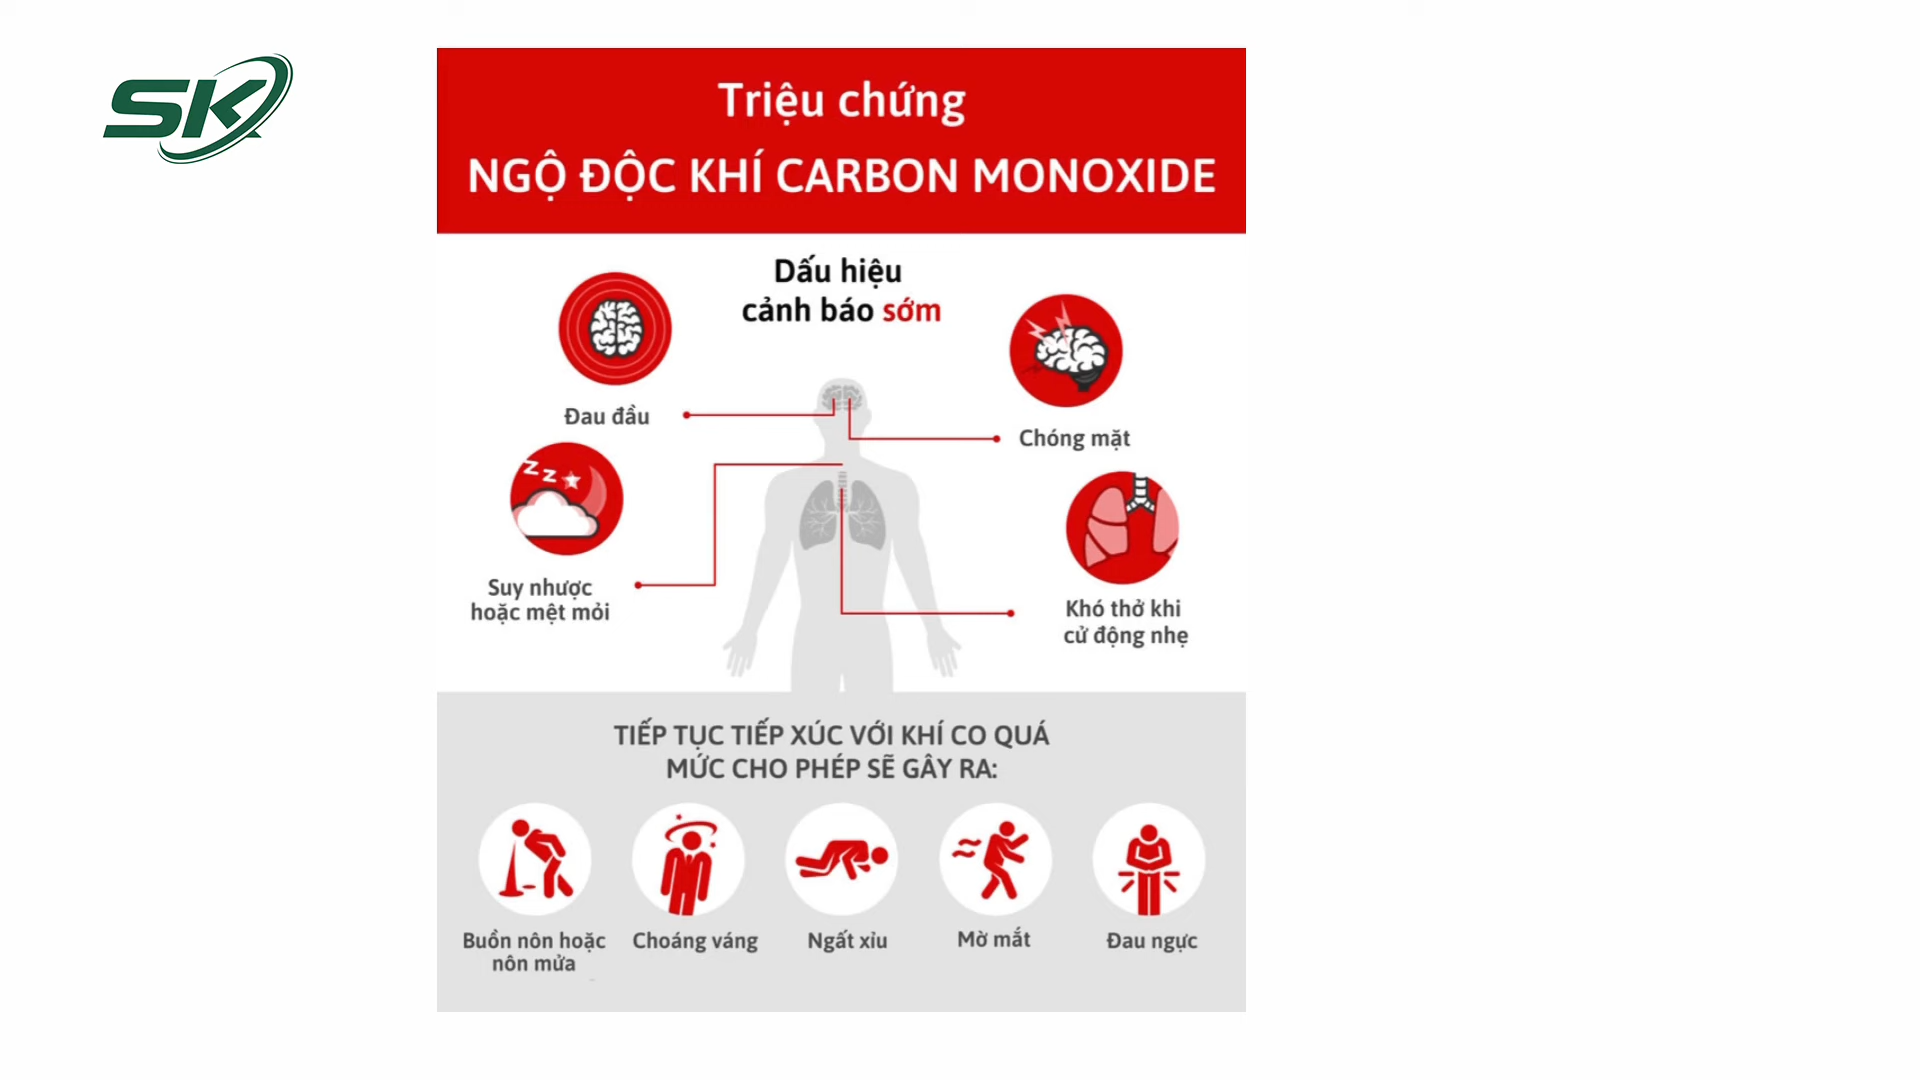 SK
Triệu chứng
NGỘ ĐỘC KHÍ CARBON MONOXIDE
Dấu hiệu
cảnh báo sớm
Đau đầu
Chóng mặt
z z
Suy nhược
hoặc mệt mỏi
Khó thở khi
cử động nhẹ
TIẾP TỤC TIẾP XÚC VỚI KHÍ CO QUÁ
MỨC CHO PHÉP SẼ GÂY RA:
Buồn nôn hoặc
nôn mửa
Choáng váng
Ngất xỉu
Mờ mắt
Đau ngực